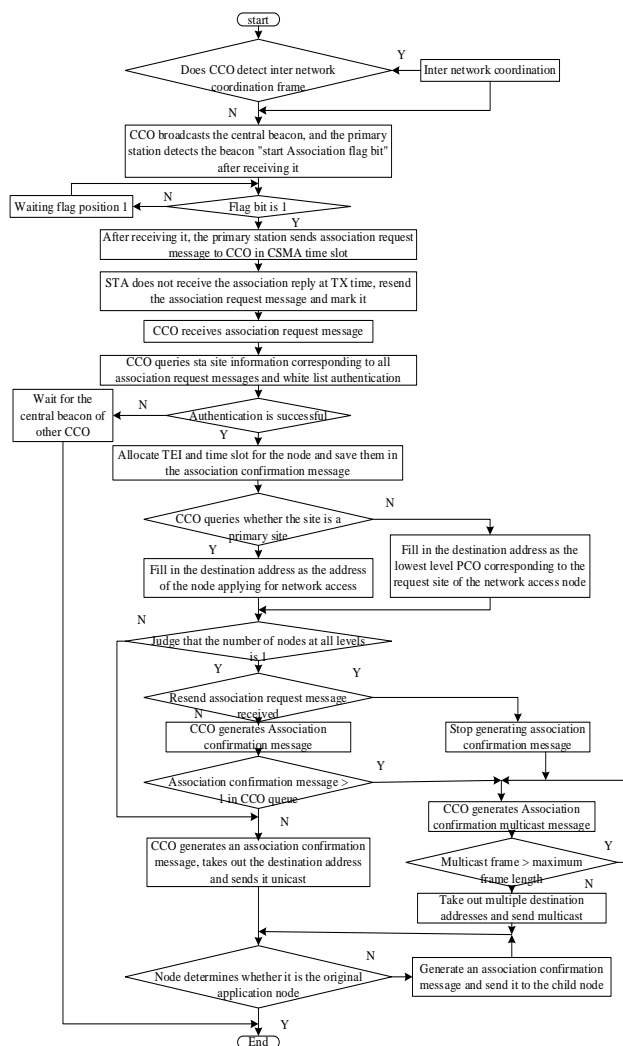 start
Does CCO detect inter network
coordination frame
Y
Inter network coordination
N
CCO broadcasts the central beacon, and the primary
station detects the beacon "start Association flag bit"
after receiving it
Waiting flag position 1
N
Flag bit is 1
Y
After receiving it, the primary station sends association request
message to CCO in CSMA time slot
STA does not receive the association reply at TX time, resend
the association request message and mark it
CCO receives association request message
CCO queries sta site information corresponding to all
association request messages and white list authentication
Wait for the
central beacon of
other CCO
N
Authentication is successful
Y
Allocate TEI and time slot for the node and save them in
the association confirmation message
N
CCO queries whether the site is a
primary site
Y
Fill in the destination address as the address
of the node applying for network access
Fill in the destination address as the
lowest level PCO corresponding to the
request site of the network access node
N
Judge that the number of nodes at all levels
is 1
Y
Y
Resend association request message
received
N
CCO generates Association
confirmation message
Stop generating association
confirmation message
Association confirmation message >
1 in CCO queue
Y
N
CCO generates Association
confirmation multicast message
CCO generates an association confirmation
message, takes out the destination address
and sends it unicast
Multicast frame > maximum
frame length
Y
N
Take out multiple destination
addresses and send multicast
Node determines whether it is the original
application node
N
Generate an association confirmation
message and send it to the child node
Y
End